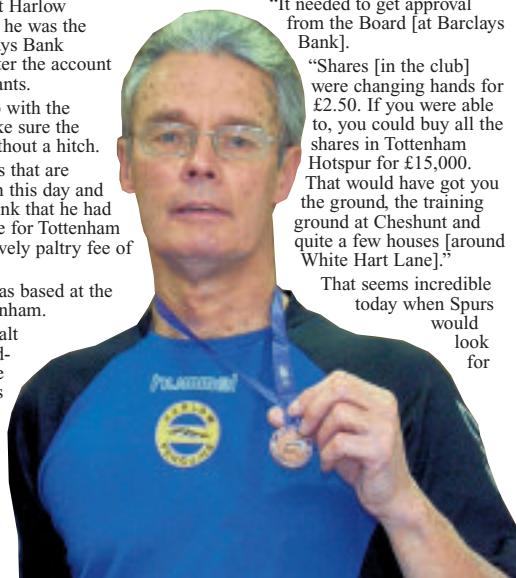 t Harlow
he was the
ys Bank
ter the account
nts.
with the
ke sure the
thout a hitch.
s that are
n this day and
nk that he had
e for Tottenham
vely paltry fee of
as based at the
nham.
alt
d-
e
s
“It needed to get approval
from the Board [at Barclays
Bank].
“Shares [in the club]
were changing hands for
£2.50. If you were able
to, you could buy all the
shares in Tottenham
Hotspur for £15,000.
That would have got you
the ground, the training
ground at Cheshunt and
quite a few houses [around
White Hart Lane].”
That seems incredible
today when Spurs
would
look
for
hummel